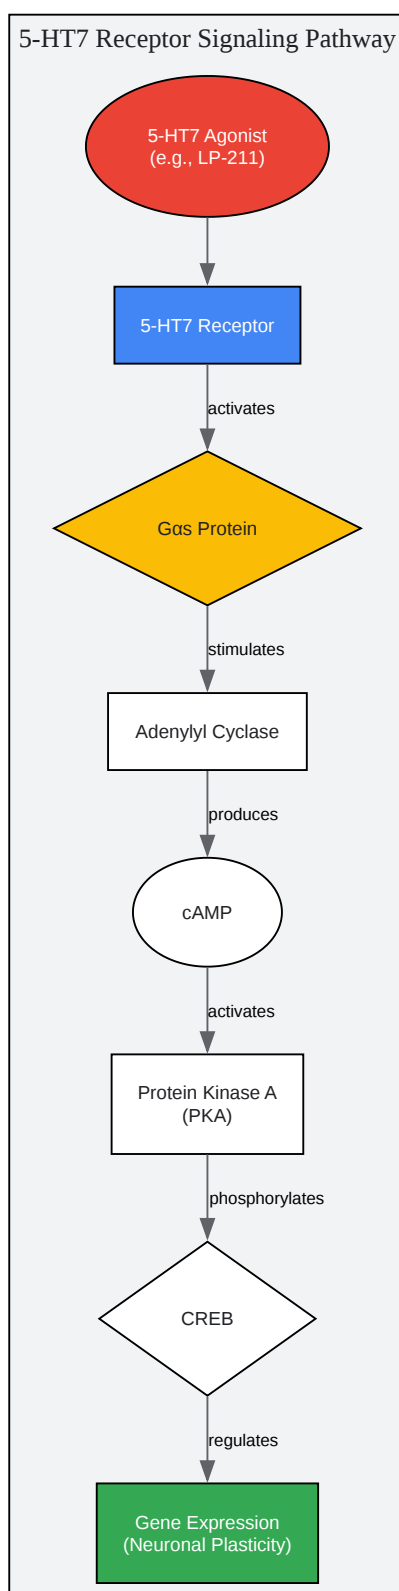 5-HT7 Receptor Signaling Pathway
5-HT7 Agonist
(e.g., LP-211)
5-HT7 Receptor
activates
Gαs Protein
stimulates
Adenylyl Cyclase
produces
cAMP
activates
Protein Kinase A
(PKA)
phosphorylates
CREB
regulates
Gene Expression
(Neuronal Plasticity)